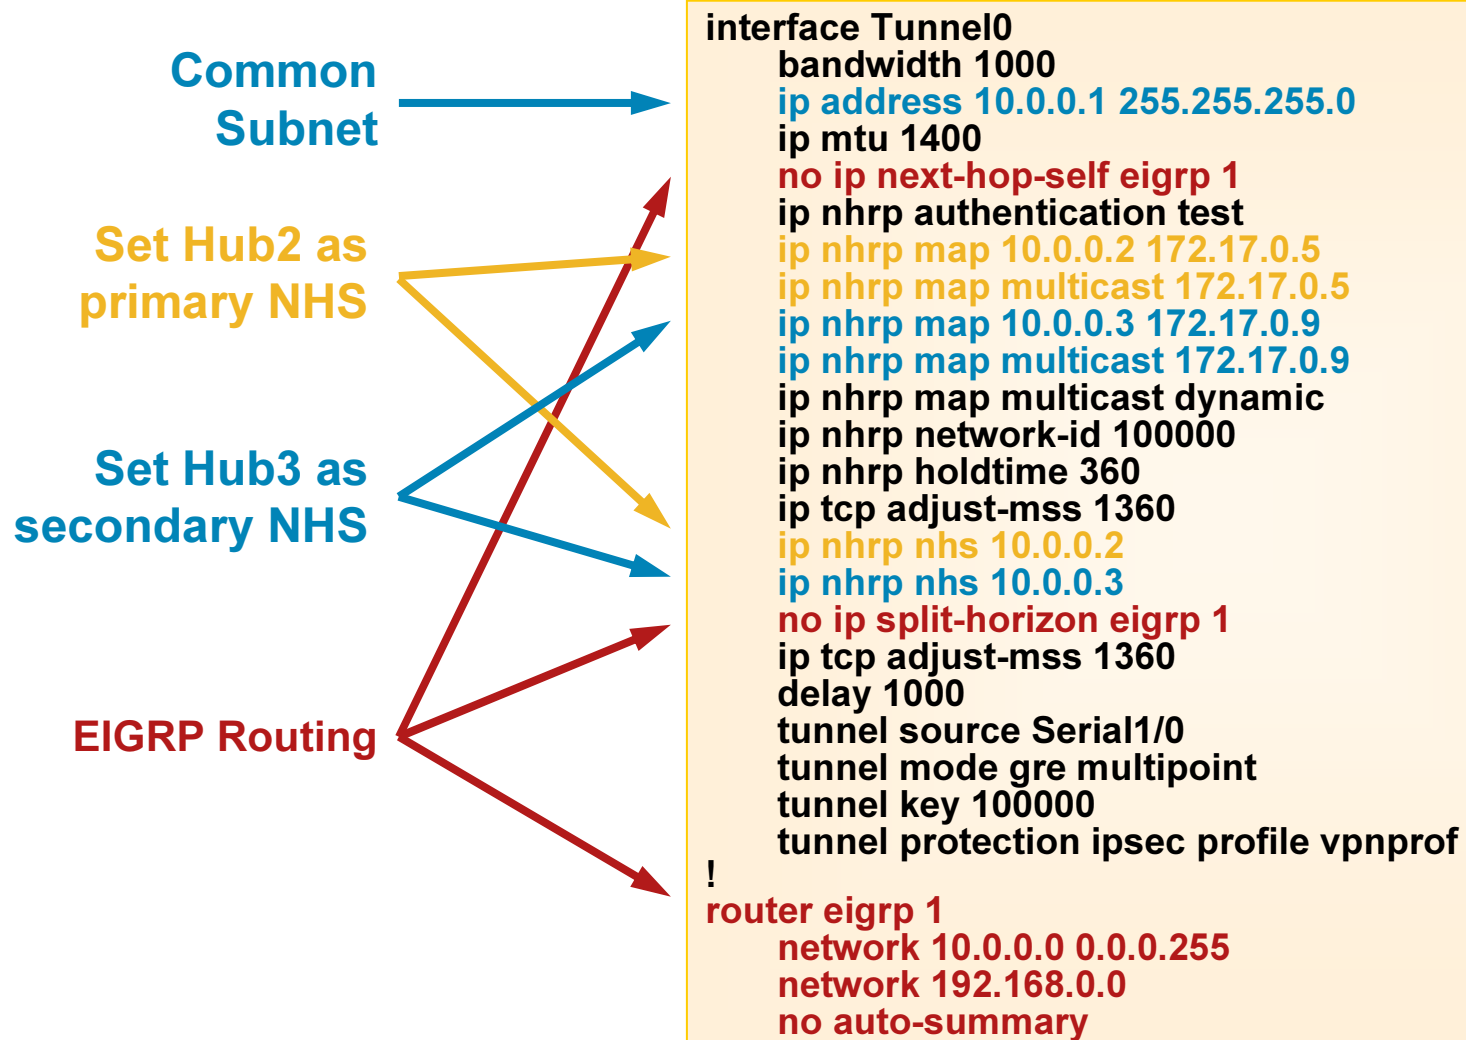 Common
Subnet
Set Hub2 as
primary NHS
Set Hub3 as
secondary NHS
EIGRP Routing
interface Tunnel0
bandwidth 1000
ip address 10.0.0.1 255.255.255.0
ip mtu 1400
no ip next-hop-self eigrp 1
ip nhrp authentication test
ip nhrp map 10.0.0.2 172.17.0.5
ip nhrp map multicast 172.17.0.5
ip nhrp map 10.0.0.3 172.17.0.9
ip nhrp map multicast 172.17.0.9
ip nhrp map multicast dynamic
ip nhrp network-id 100000
ip nhrp holdtime 360
ip tcp adjust-mss 1360
ip nhrp nhs 10.0.0.2
ip nhrp nhs 10.0.0.3
no ip split-horizon eigrp 1
ip tcp adjust-mss 1360
delay 1000
tunnel source Serial1/0
tunnel mode gre multipoint
tunnel key 100000
tunnel protection ipsec profile vpnprof
!
router eigrp 1
network 10.0.0.0 0.0.0.255
network 192.168.0.0
no auto-summary